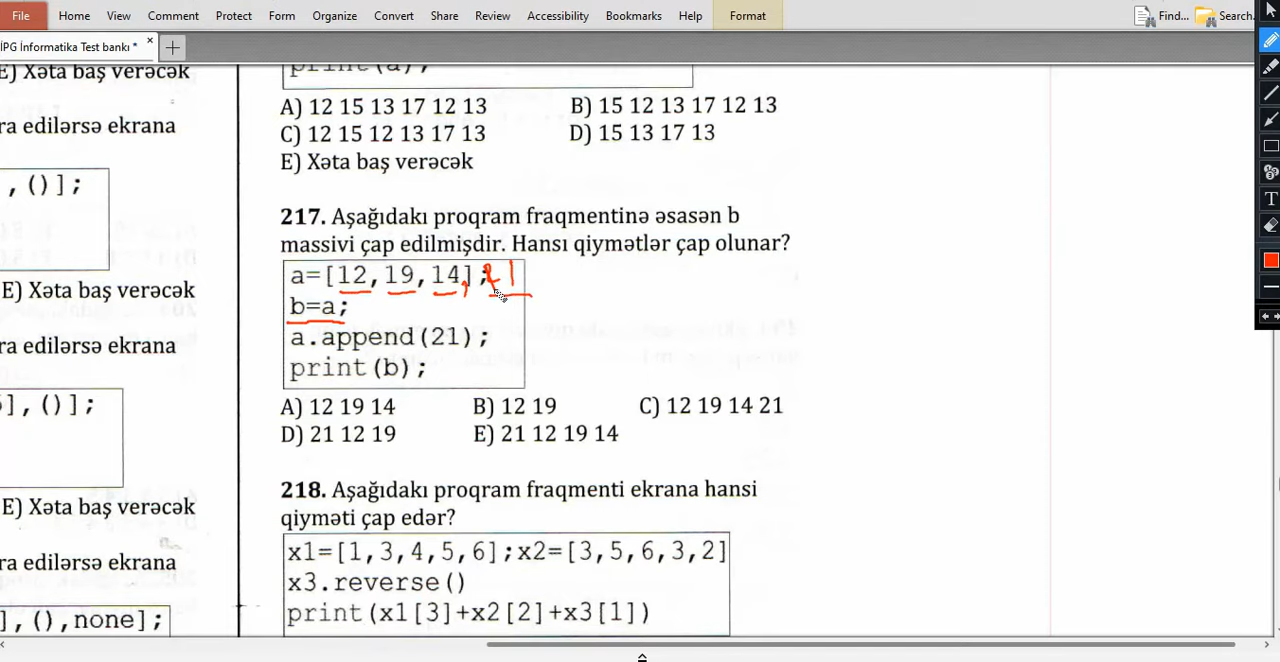 File Home View Comment Protect Form Organize Convert Share Review Accessibility Bookmarks Help Format Find... Search.
İPG İnformatika Test bankı *
E) Xəta baş verəcək
ra edilərsə ekrana
,()];
E) Xəta baş verəcək
ra edilərsə ekrana
],()];
E) Xəta baş verəcək
ra edilərsə ekrana
],(),none];
print(a);
A) 12 15 13 17 12 13 B) 15 12 13 17 12 13
C) 12 15 12 13 17 13 D) 15 13 17 13
E) Xəta baş verəcək
217. Aşağıdakı proqram fraqmentinə əsasən b
massivi çap edilmişdir. Hansı qiymətlər çap olunar?
a=[12,19,14]; , 21
b=a;
a.append(21);
print(b);
A) 12 19 14 B) 12 19 C) 12 19 14 21
D) 21 12 19 E) 21 12 19 14
218. Aşağıdakı proqram fraqmenti ekrana hansi
qiyməti çap edər?
x1=[1,3,4,5,6];x2=[3,5,6,3,2]
x3.reverse()
print(x1[3]+x2[2]+x3[1])
T